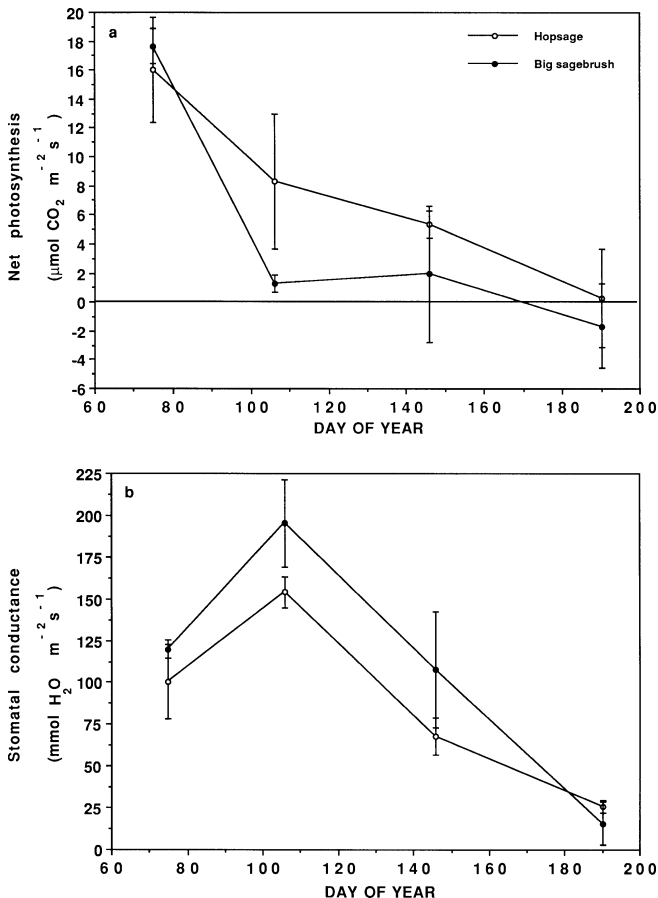 a
Hopsage
Big sagebrush
20
18
16
14
12
10
8
6
4
2
0
-2
-4
-6
Net photosynthesis
(μmol CO2 m-2 s-1)
60 80 100 120 140 160 180 200
DAY OF YEAR
b
225
200
175
150
125
100
75
50
25
0
Stomatal conductance
(mmol H2O m-2 s-1)
60 80 100 120 140 160 180 200
DAY OF YEAR